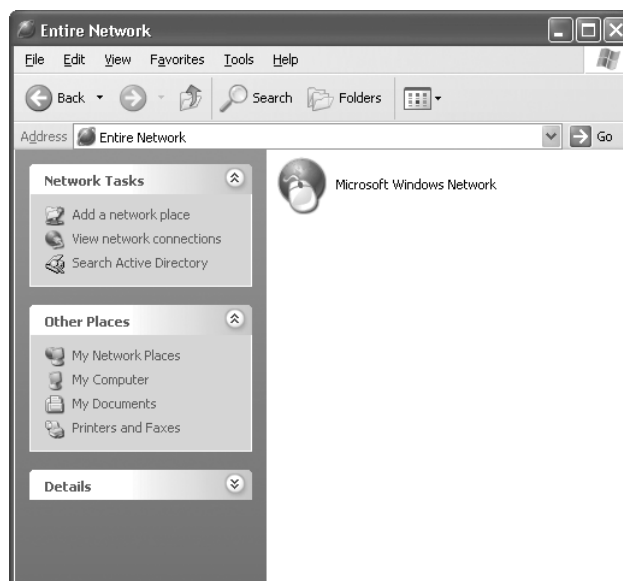 Entire Network
File Edit View Favorites Tools Help
Back Search Folders
Address Entire Network Go
Network Tasks
Add a network place
View network connections
Search Active Directory
Other Places
My Network Places
My Computer
My Documents
Printers and Faxes
Details
Microsoft Windows Network